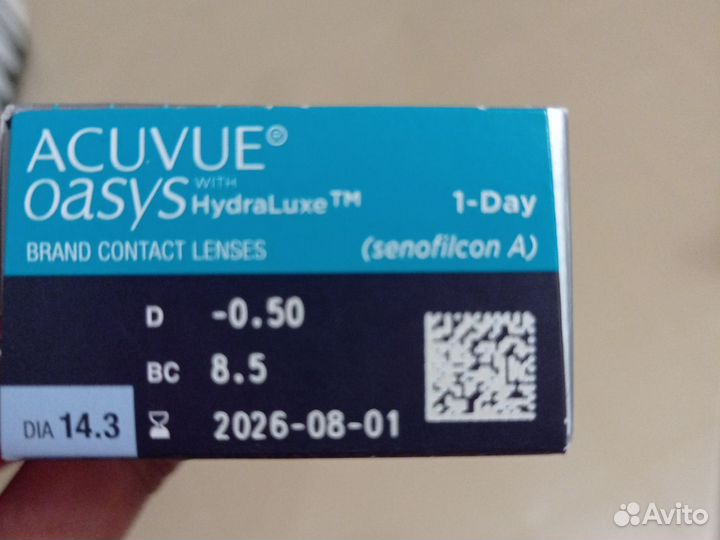 ACUVUE®
oasys WITH HydraLuxe™ 1-Day
BRAND CONTACT LENSES (senofilcon A)
D -0.50
BC 8.5
DIA 14.3 2026-08-01
Avito